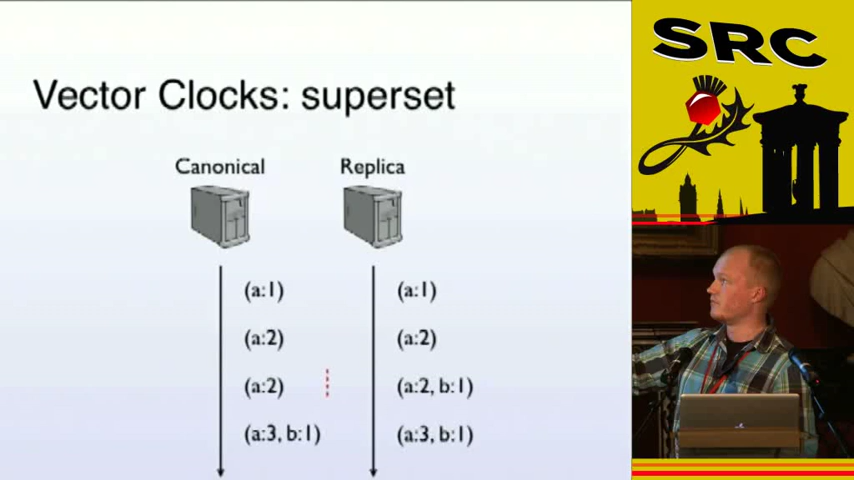 Vector Clocks: superset
Canonical Replica
(a:1) (a:1)
(a:2) (a:2)
(a:2) (a:2, b:1)
(a:3, b:1) (a:3, b:1)
SRC